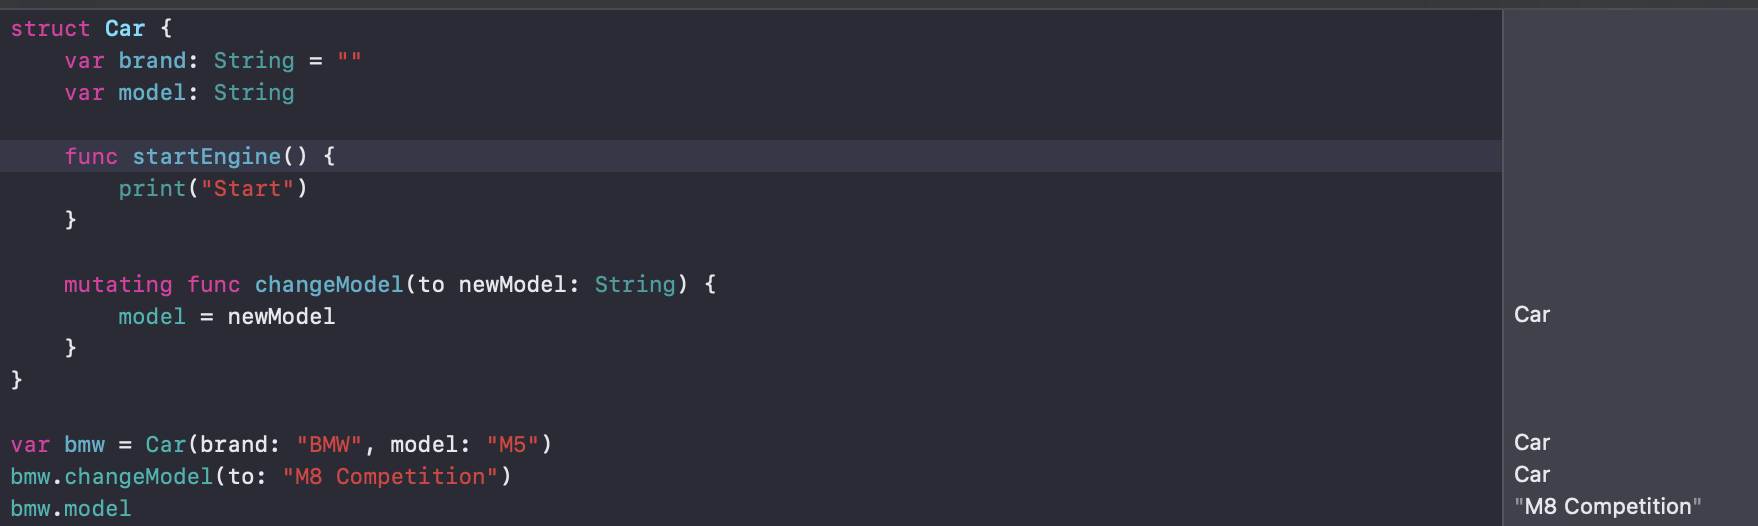 struct Car {
    var brand: String = ""
    var model: String

    func startEngine() {
        print("Start")
    }

    mutating func changeModel(to newModel: String) {
        model = newModel
Car
    }
}

var bmw = Car(brand: "BMW", model: "M5")
Car
bmw.changeModel(to: "M8 Competition")
Car
bmw.model
"M8 Competition"